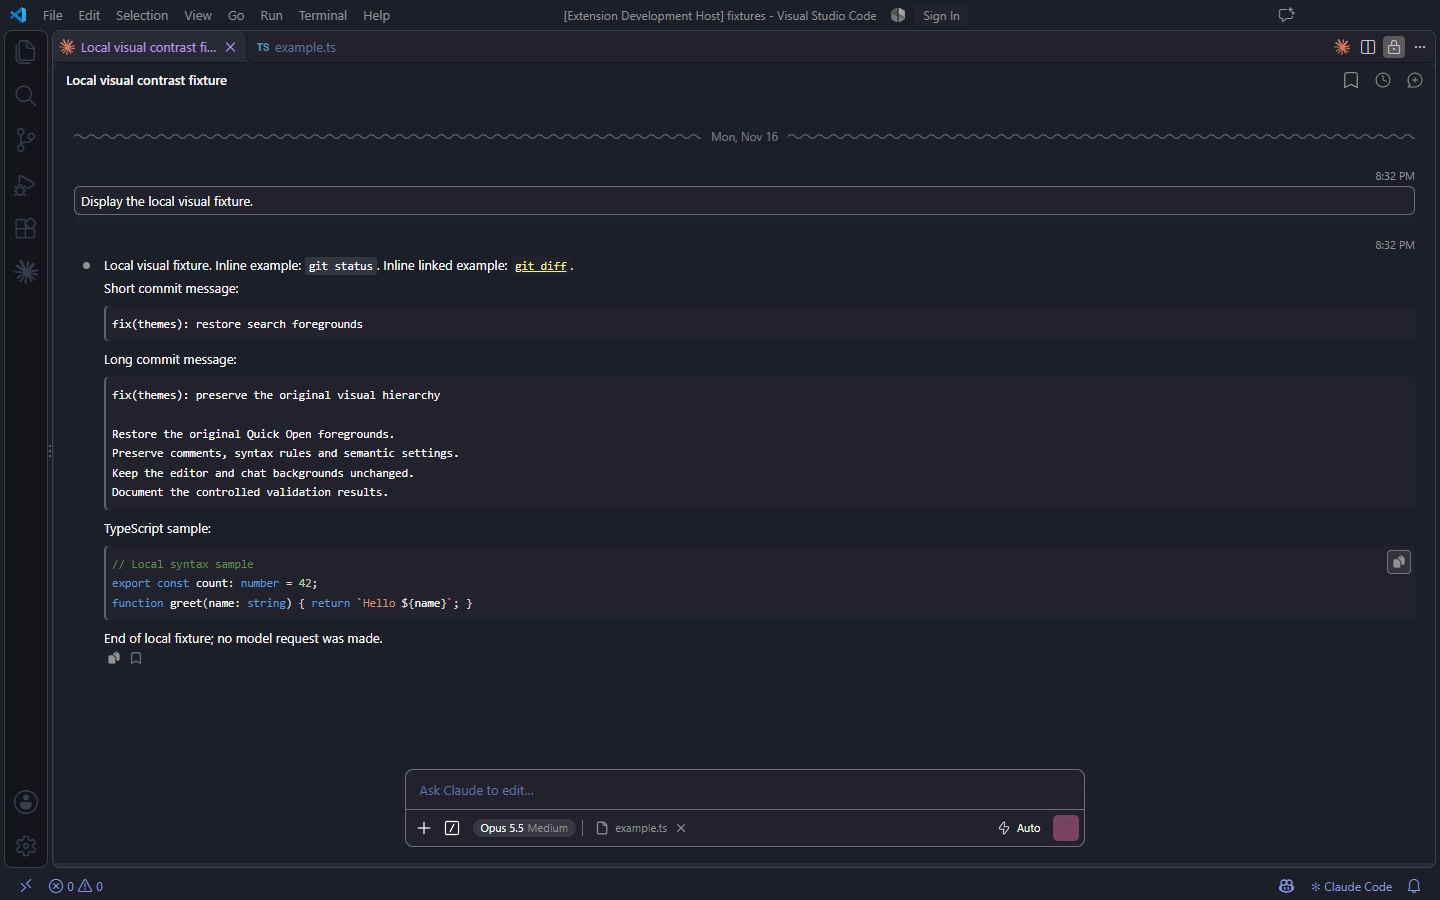 File Edit Selection View Go Run Terminal Help
[Extension Development Host] fixtures - Visual Studio Code
Sign In
Local visual contrast fi...
TS example.ts
Local visual contrast fixture
Mon, Nov 16
8:32 PM
Display the local visual fixture.
8:32 PM
Local visual fixture. Inline example: git status. Inline linked example: git diff.
Short commit message:
fix(themes): restore search foregrounds
Long commit message:
fix(themes): preserve the original visual hierarchy
Restore the original Quick Open foregrounds.
Preserve comments, syntax rules and semantic settings.
Keep the editor and chat backgrounds unchanged.
Document the controlled validation results.
TypeScript sample:
// Local syntax sample
export const count: number = 42;
function greet(name: string) { return `Hello ${name}`; }
End of local fixture; no model request was made.
Ask Claude to edit...
Opus 5.5 Medium
example.ts
Auto
0 0
Claude Code